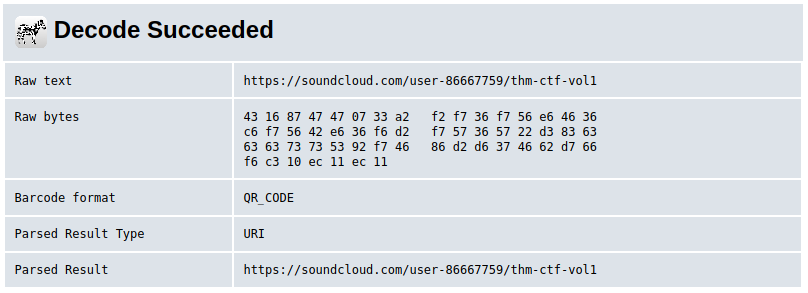 Decode Succeeded
Raw text https://soundcloud.com/user-86667759/thm-ctf-vol1
Raw bytes 43 16 87 47 47 07 33 a2 f2 f7 36 f7 56 e6 46 36
c6 f7 56 42 e6 36 f6 d2 f7 57 36 57 22 d3 83 63
63 63 73 73 53 92 f7 46 86 d2 d6 37 46 62 d7 66
f6 c3 10 ec 11 ec 11
Barcode format QR_CODE
Parsed Result Type URI
Parsed Result https://soundcloud.com/user-86667759/thm-ctf-vol1